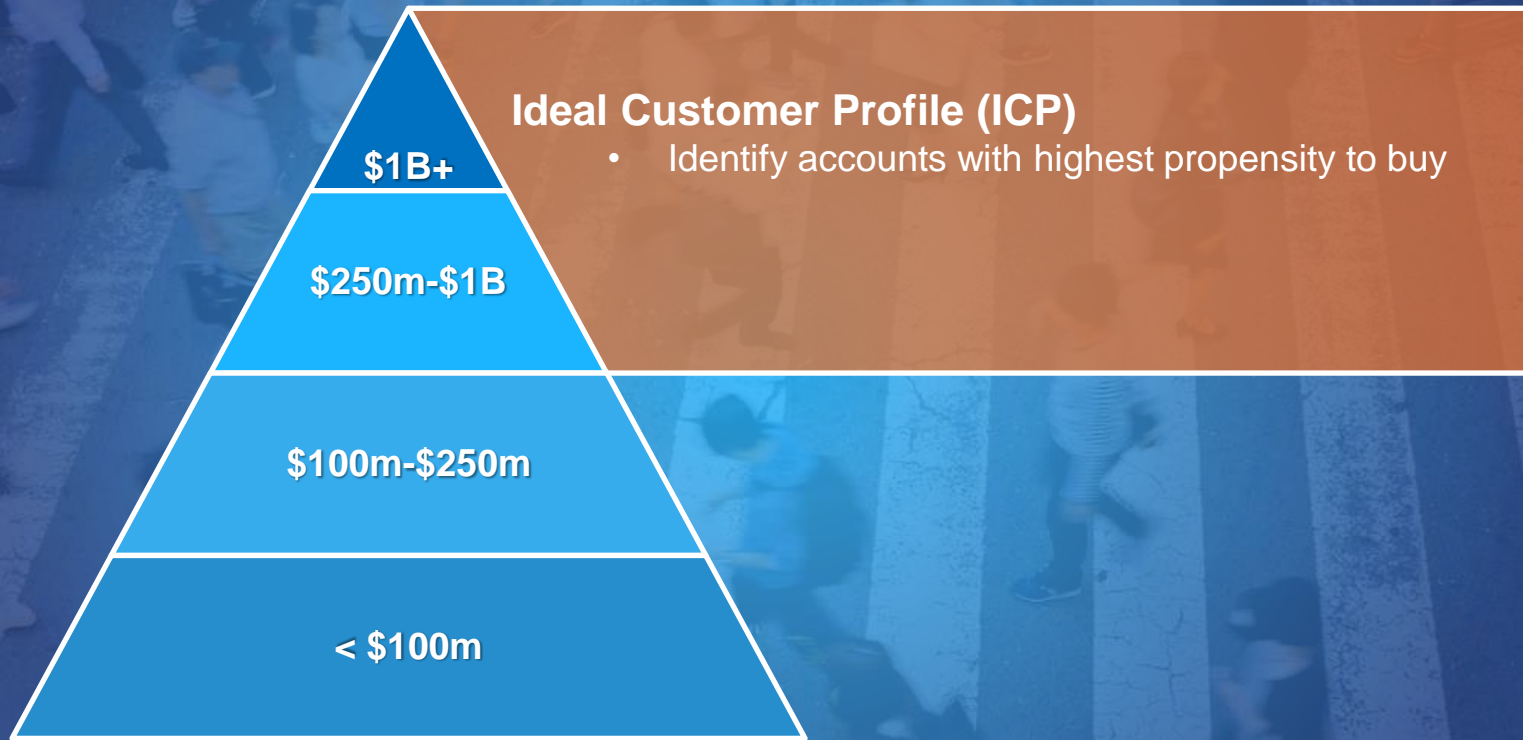 Ideal Customer Profile (ICP)
• Identify accounts with highest propensity to buy
$1B+
$250m-$1B
$100m-$250m
< $100m